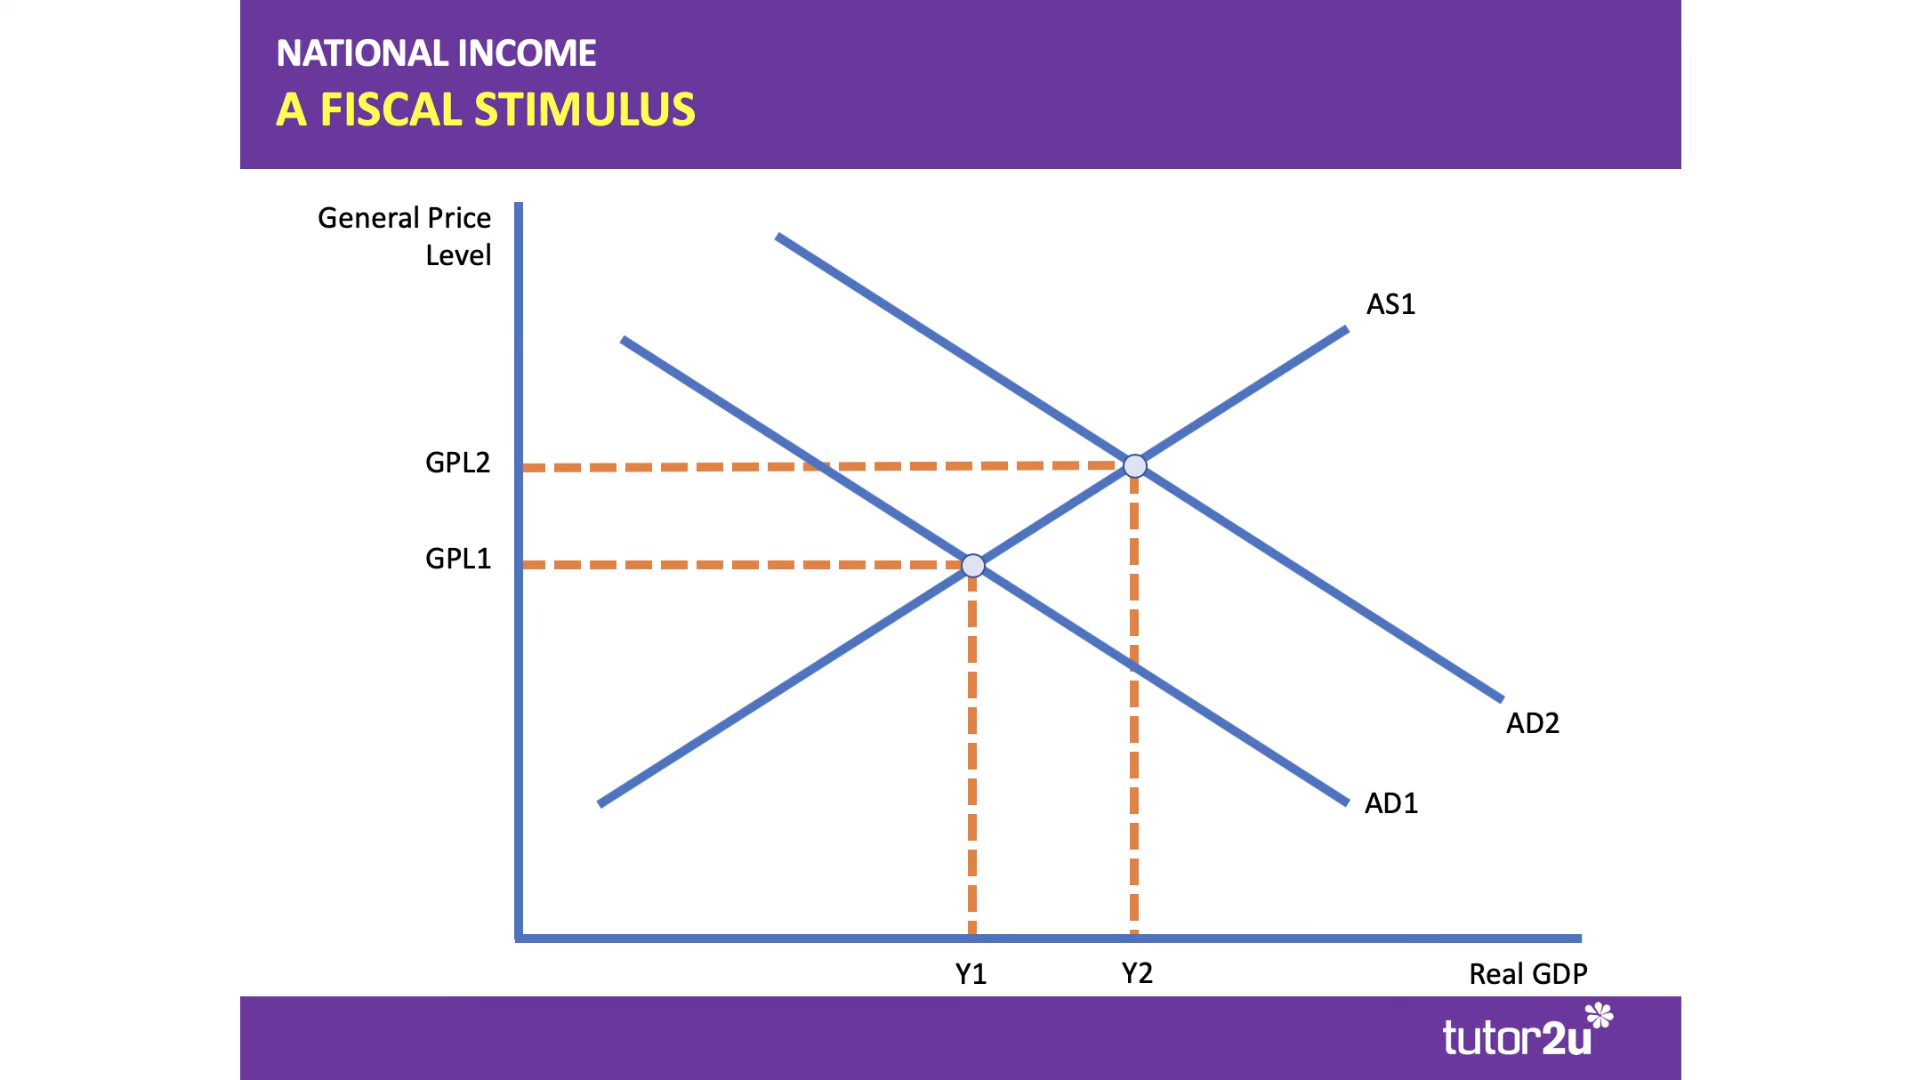 NATIONAL INCOME
A FISCAL STIMULUS
General Price
Level
AS1
GPL2
GPL1
AD2
AD1
Y1
Y2
Real GDP
tutor2u